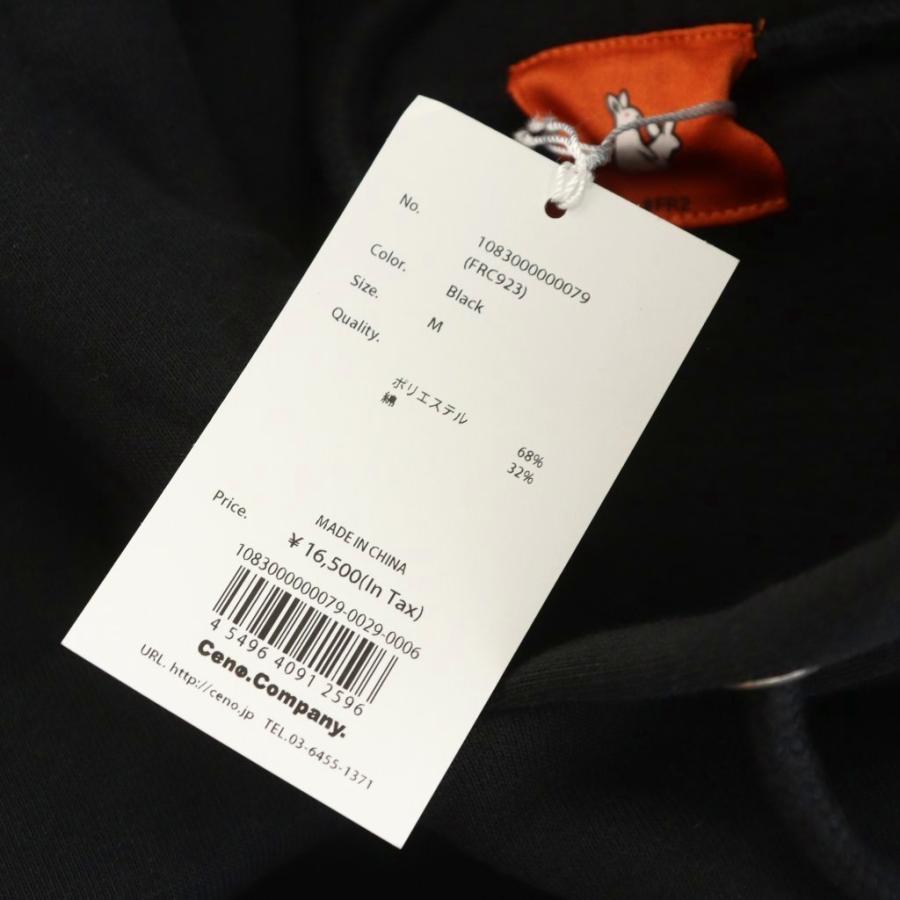 #FR2
No. 1083000000079
(FRC923)
Color. Black
Size. M
Quality.
ポリエステル 68%
綿 32%
MADE IN CHINA
Price. ¥ 16,500(In Tax)
1083000000079-0029-0006
4 5496 4091 2596
Ceno.Company.
URL. http://ceno.jp TEL.03-6455-1371